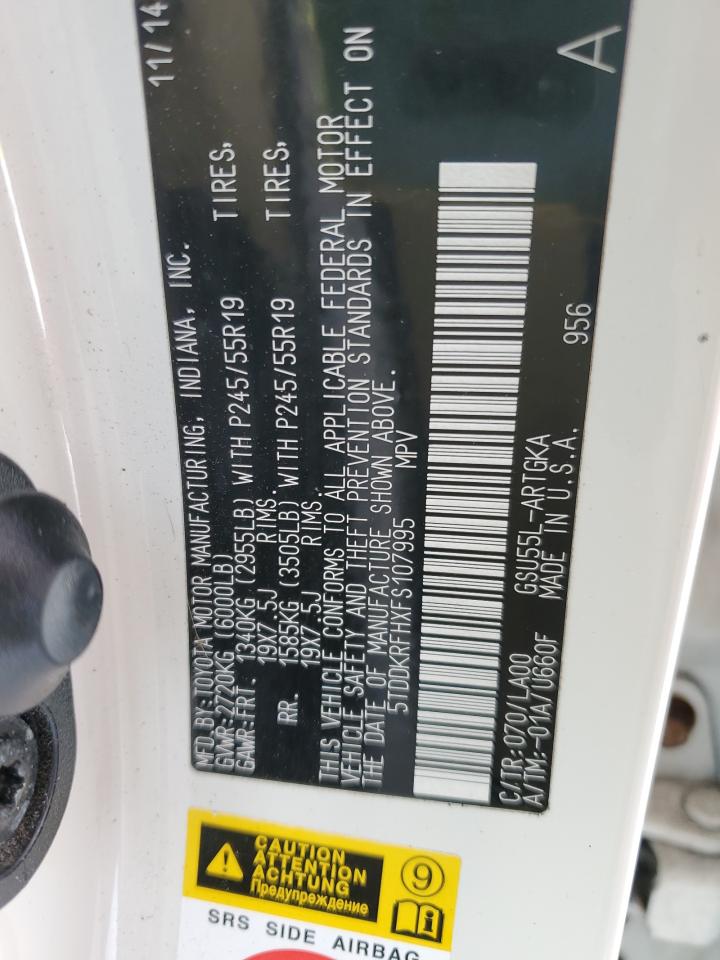 MFD.BY:TOYOTA MOTOR MANUFACTURING, INDIANA, INC. 11/14
GVWR:2720KG (6000LB)
GAWR:FRT. 1340KG (2955LB) WITH P245/55R19 TIRES,
19X7.5J RIMS.
RR. 1585KG (3505LB) WITH P245/55R19 TIRES,
19X7.5J RIMS.
THIS VEHICLE CONFORMS TO ALL APPLICABLE FEDERAL MOTOR
VEHICLE SAFETY AND THEFT PREVENTION STANDARDS IN EFFECT ON
THE DATE OF MANUFACTURE SHOWN ABOVE.
5TDDKRFHXFS107995 MPV
C/TR:070/LA00 GSU55L-ARTGKA
A/TM:-01A/U660F MADE IN U.S.A. 956
A
CAUTION
ATTENTION
ACHTUNG
Предупреждение
9
i
SRS SIDE AIRBAG